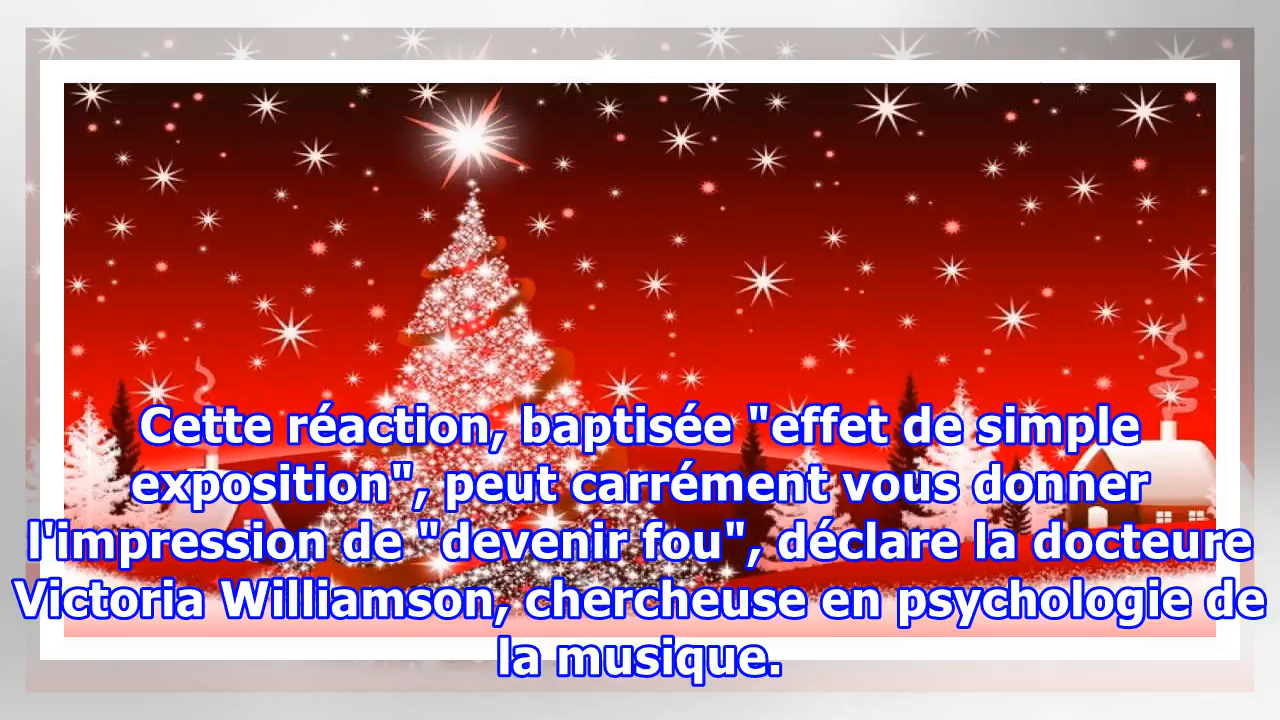 Cette réaction, baptisée "effet de simple
exposition", peut carrément vous donner
l'impression de "devenir fou", déclare la docteure
Victoria Williamson, chercheuse en psychologie de
la musique.